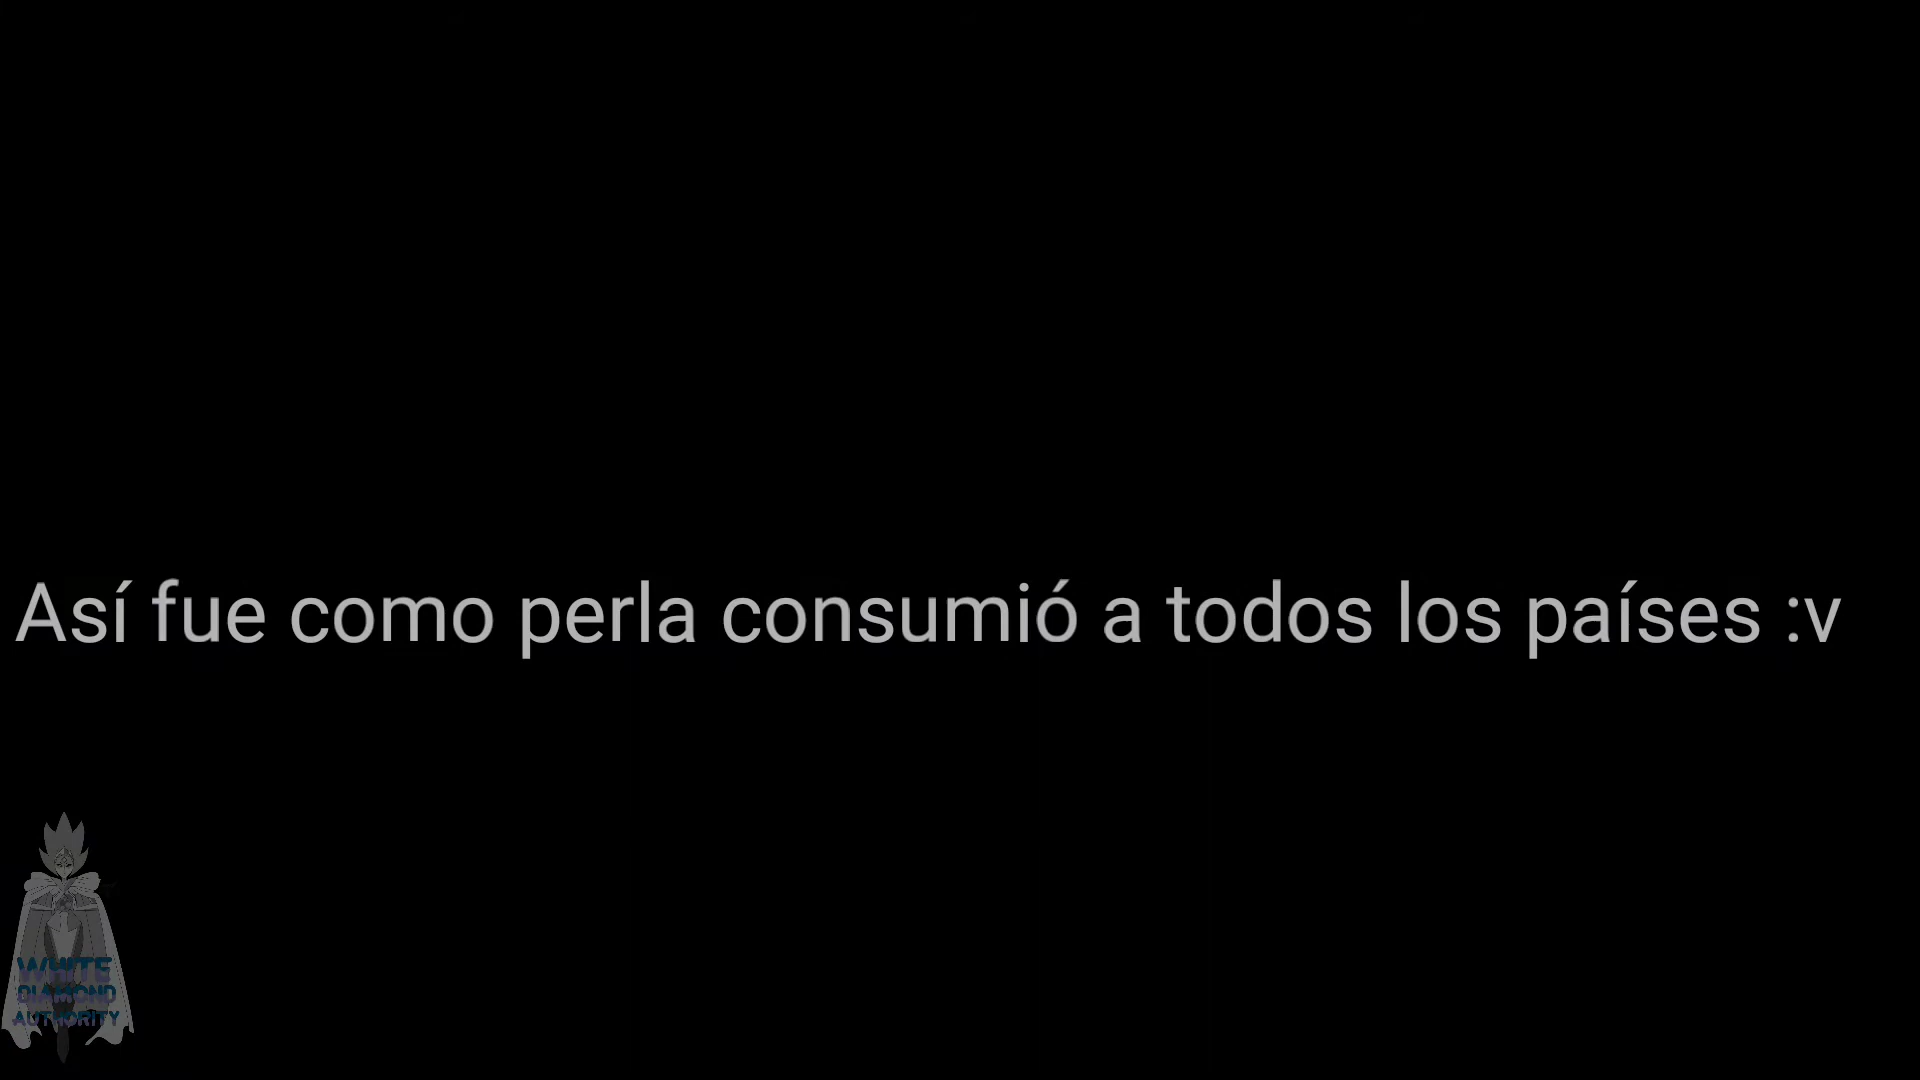 Así fue como perla consumió a todos los países :v
WHITE
DIAMOND
AUTHORITY